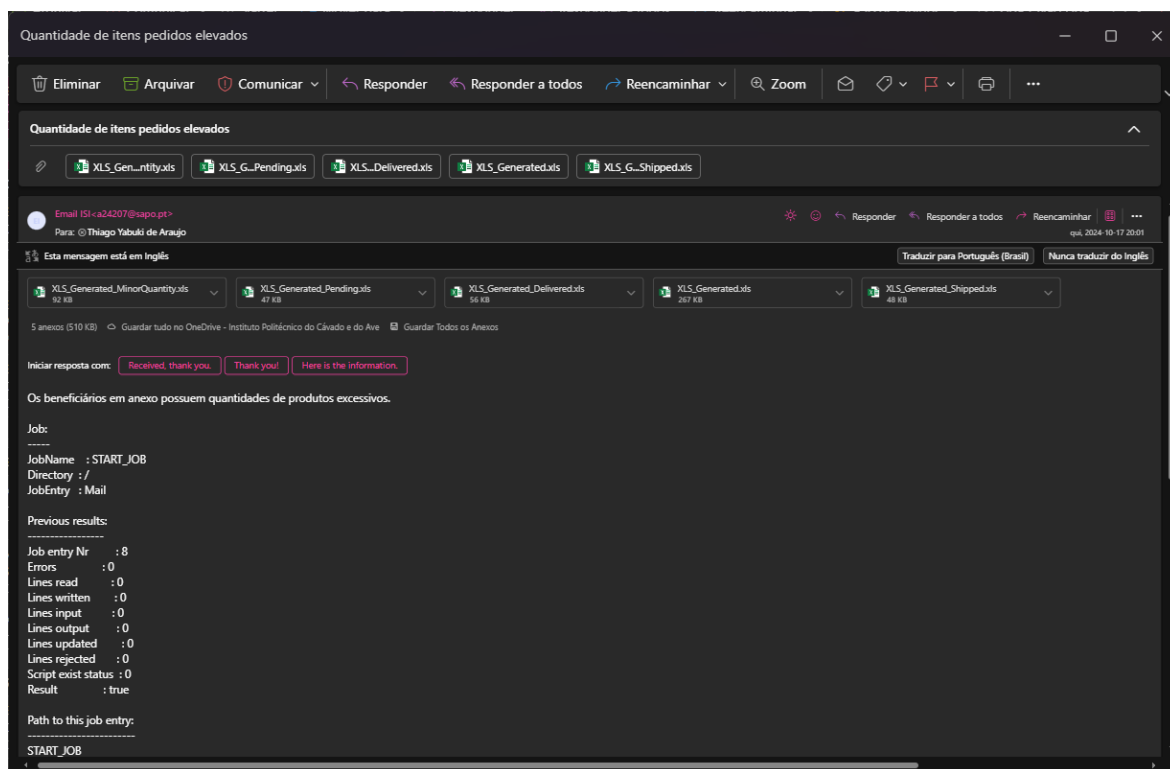 Quantidade de itens pedidos elevados
Eliminar Arquivar Comunicar Responder Responder a todos Reencaminhar Zoom
Quantidade de itens pedidos elevados
XLS_Gen...ntity.xls XLS_G...Pending.xls XLS...Delivered.xls XLS_Generated.xls XLS_G...Shipped.xls
Email ISI<a24207@sapo.pt> Responder Responder a todos Reencaminhar
Para: Thiago Yabuki de Araujo qui, 2024-10-17 20:01
Esta mensagem está em Inglês Traduzir para Português (Brasil) Nunca traduzir do Inglês
XLS_Generated_MinorQuantity.xls XLS_Generated_Pending.xls XLS_Generated_Delivered.xls XLS_Generated.xls XLS_Generated_Shipped.xls
92 KB 47 KB 56 KB 267 KB 48 KB
5 anexos (510 KB) Guardar tudo no OneDrive - Instituto Politécnico do Cávado e do Ave Guardar Todos os Anexos
Iniciar resposta com: Received, thank you. Thank you! Here is the information.
Os beneficiários em anexo possuem quantidades de produtos excessivos.
Job:
-----
JobName : START_JOB
Directory : /
JobEntry : Mail
Previous results:
-----------------
Job entry Nr : 8
Errors : 0
Lines read : 0
Lines written : 0
Lines input : 0
Lines output : 0
Lines updated : 0
Lines rejected : 0
Script exist status : 0
Result : true
Path to this job entry:
------------------------
START_JOB